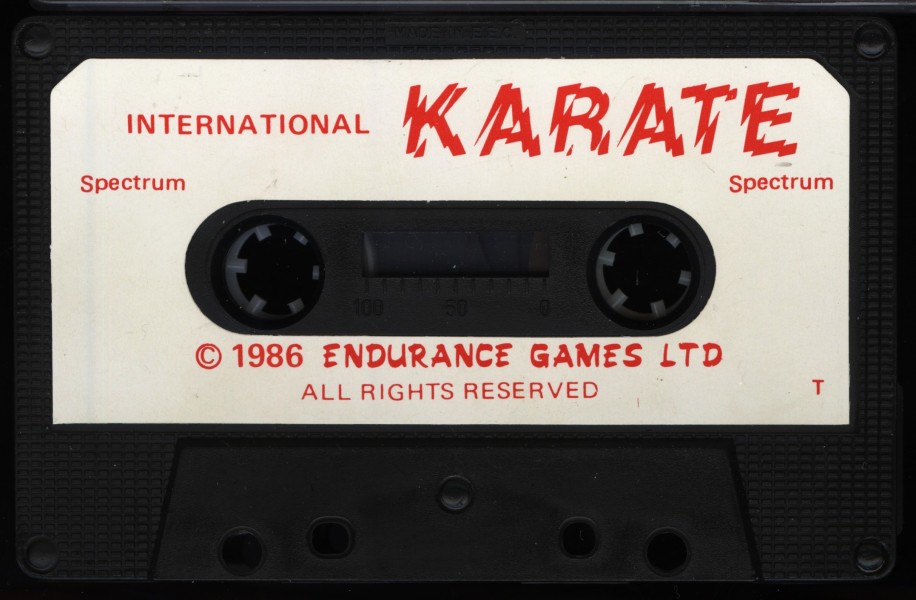 INTERNATIONAL KARATE
Spectrum Spectrum
100 50 0
© 1986 ENDURANCE GAMES LTD
ALL RIGHTS RESERVED T